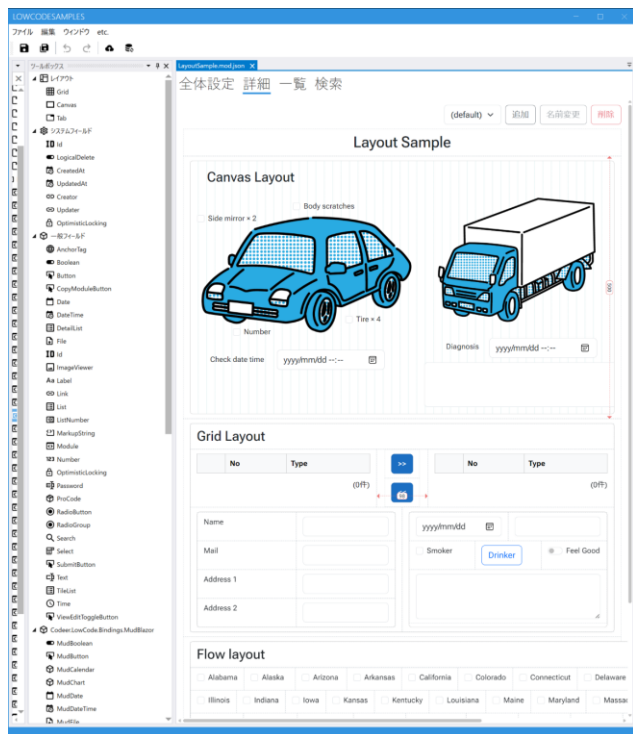 LOWCODESAMPLES
ファイル 編集 ウィンドウ etc.
ツールボックス
LayoutSample.mod.json
レイアウト
Grid
Canvas
Tab
システムフィールド
ID Id
LogicalDelete
CreatedAt
UpdatedAt
Creator
Updater
OptimisticLocking
一般フィールド
AnchorTag
Boolean
Button
CopyModuleButton
Date
DateTime
DetailList
File
ID Id
ImageViewer
Aa Label
Link
List
ListNumber
MarkupString
Module
123 Number
OptimisticLocking
Password
ProCode
RadioButton
RadioGroup
Search
Select
SubmitButton
Text
TileList
Time
ViewEditToggleButton
Codeer.LowCode.Bindings.MudBlazor
MudBoolean
MudButton
MudCalendar
MudChart
MudDate
MudDateTime
MudFile
全体設定 詳細 一覧 検索
(default) 追加 名前変更 削除
Layout Sample
Canvas Layout
Body scratches
Side mirror × 2
Tire × 4
Number
Check date time yyyy/mm/dd --:--
Diagnosis yyyy/mm/dd --:--
500
Grid Layout
No Type >> No Type
(0件) (0件)
Name
yyyy/mm/dd
Mail
Smoker Drinker Feel Good
Address 1
Address 2
Flow layout
Alabama Alaska Arizona Arkansas California Colorado Connecticut Delaware
Illinois Indiana Iowa Kansas Kentucky Louisiana Maine Maryland Massac